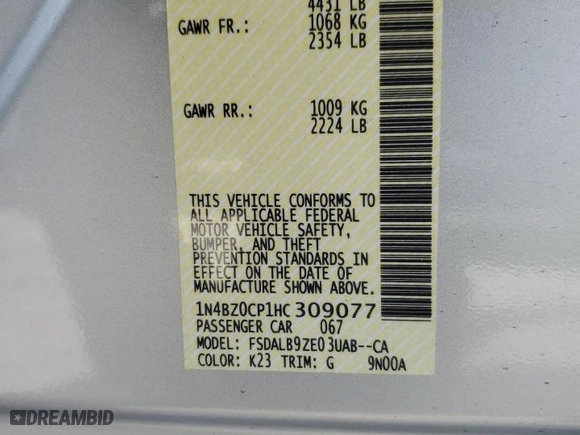 4431 LB
GAWR FR.: 1068 KG
2354 LB
GAWR RR.: 1009 KG
2224 LB
THIS VEHICLE CONFORMS TO
ALL APPLICABLE FEDERAL
MOTOR VEHICLE SAFETY,
BUMPER, AND THEFT
PREVENTION STANDARDS IN
EFFECT ON THE DATE OF
MANUFACTURE SHOWN ABOVE.
1N4BZ0CP1HC309077
PASSENGER CAR 067
MODEL: FSDALB9ZE03UAB--CA
COLOR: K23 TRIM: G 9N00A
DREAMBID